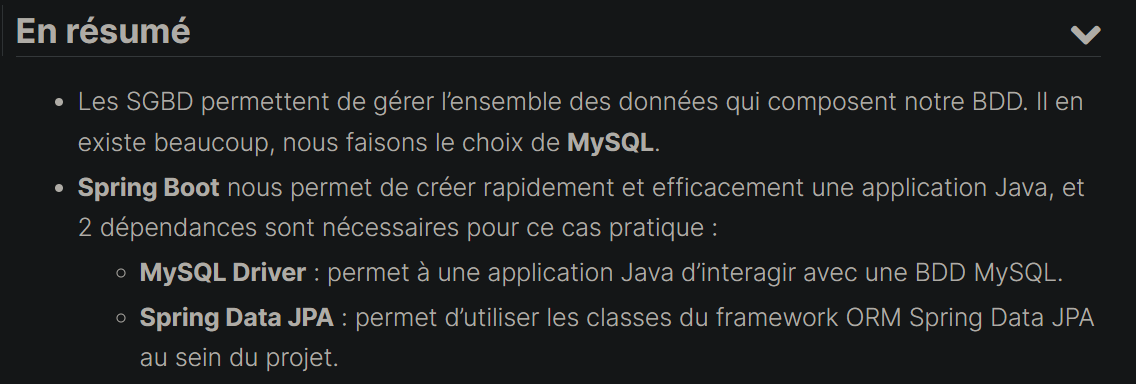 En résumé
Les SGBD permettent de gérer l’ensemble des données qui composent notre BDD. Il en
existe beaucoup, nous faisons le choix de MySQL.
Spring Boot nous permet de créer rapidement et efficacement une application Java, et
2 dépendances sont nécessaires pour ce cas pratique :
MySQL Driver : permet à une application Java d’interagir avec une BDD MySQL.
Spring Data JPA : permet d’utiliser les classes du framework ORM Spring Data JPA
au sein du projet.